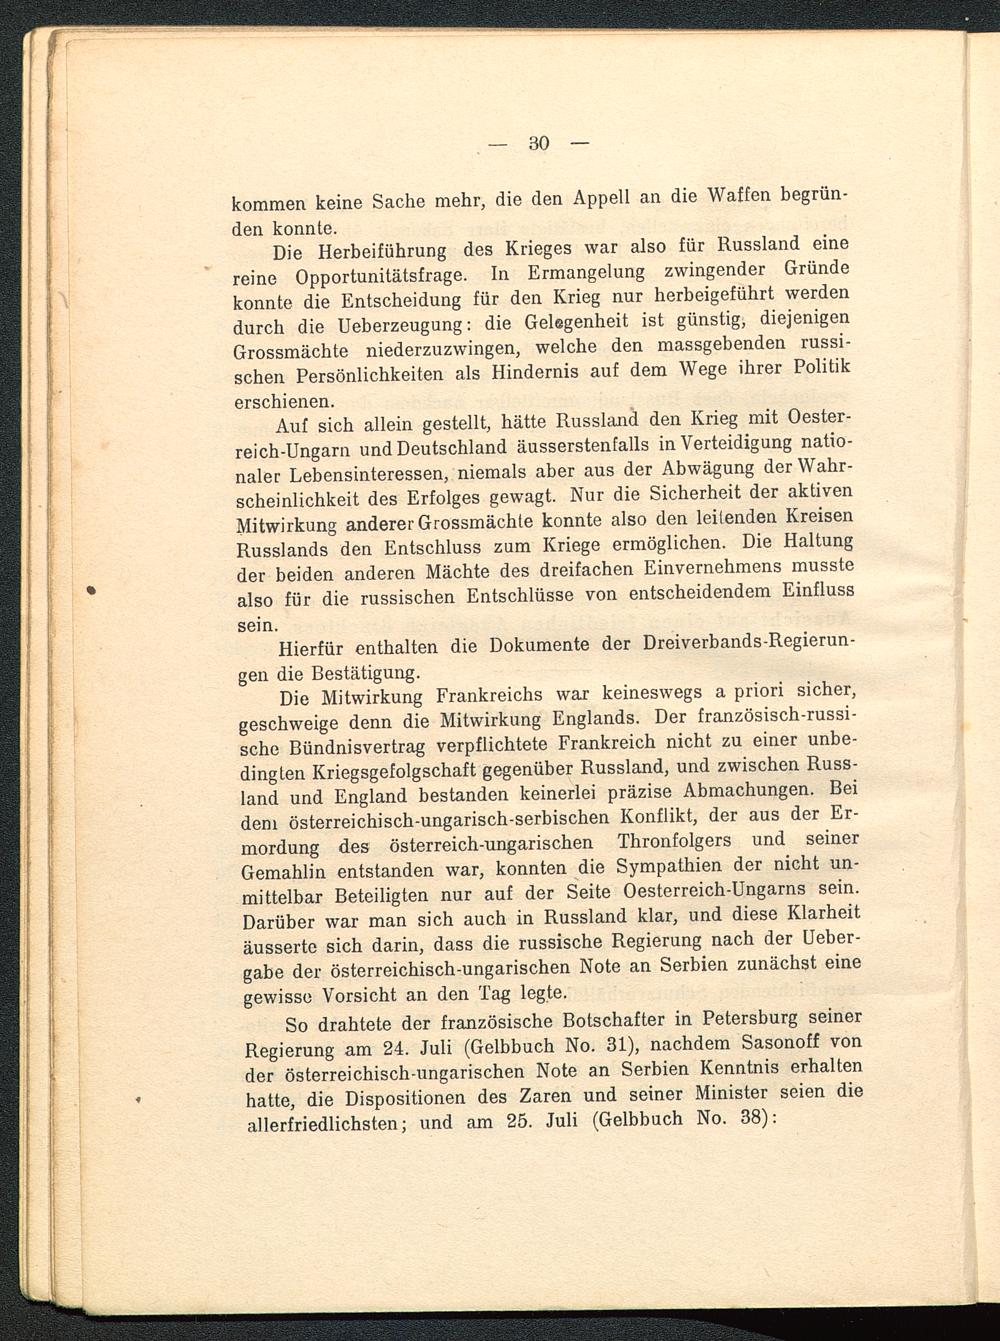 — 30 —
kommen keine Sache mehr, die den Appell an die Waffen begrün-
den konnte.
Die Herbeiführung des Krieges war also für Russland eine
reine Opportunitätsfrage. In Ermangelung zwingender Gründe
konnte die Entscheidung für den Krieg nur herbeigeführt werden
durch die Ueberzeugung: die Gelegenheit ist günstig, diejenigen
Grossmächte niederzuzwingen, welche den massgebenden russi-
schen Persönlichkeiten als Hindernis auf dem Wege ihrer Politik
erschienen.
Auf sich allein gestellt, hätte Russland den Krieg mit Oester-
reich-Ungarn und Deutschland äusserstenfalls in Verteidigung natio-
naler Lebensinteressen, niemals aber aus der Abwägung der Wahr-
scheinlichkeit des Erfolges gewagt. Nur die Sicherheit der aktiven
Mitwirkung anderer Grossmächte konnte also den leitenden Kreisen
Russlands den Entschluss zum Kriege ermöglichen. Die Haltung
der beiden anderen Mächte des dreifachen Einvernehmens musste
also für die russischen Entschlüsse von entscheidendem Einfluss
sein.
Hierfür enthalten die Dokumente der Dreiverbands-Regierun-
gen die Bestätigung.
Die Mitwirkung Frankreichs war keineswegs a priori sicher,
geschweige denn die Mitwirkung Englands. Der französisch-russi-
sche Bündnisvertrag verpflichtete Frankreich nicht zu einer unbe-
dingten Kriegsgefolgschaft gegenüber Russland, und zwischen Russ-
land und England bestanden keinerlei präzise Abmachungen. Bei
dem österreichisch-ungarisch-serbischen Konflikt, der aus der Er-
mordung des österreich-ungarischen Thronfolgers und seiner
Gemahlin entstanden war, konnten die Sympathien der nicht un-
mittelbar Beteiligten nur auf der Seite Oesterreich-Ungarns sein.
Darüber war man sich auch in Russland klar, und diese Klarheit
äusserte sich darin, dass die russische Regierung nach der Ueber-
gabe der österreichisch-ungarischen Note an Serbien zunächst eine
gewisse Vorsicht an den Tag legte.
So drahtete der französische Botschafter in Petersburg seiner
Regierung am 24. Juli (Gelbbuch No. 31), nachdem Sasonoff von
der österreichisch-ungarischen Note an Serbien Kenntnis erhalten
hatte, die Dispositionen des Zaren und seiner Minister seien die
allerfriedlichsten; und am 25. Juli (Gelbbuch No. 38):